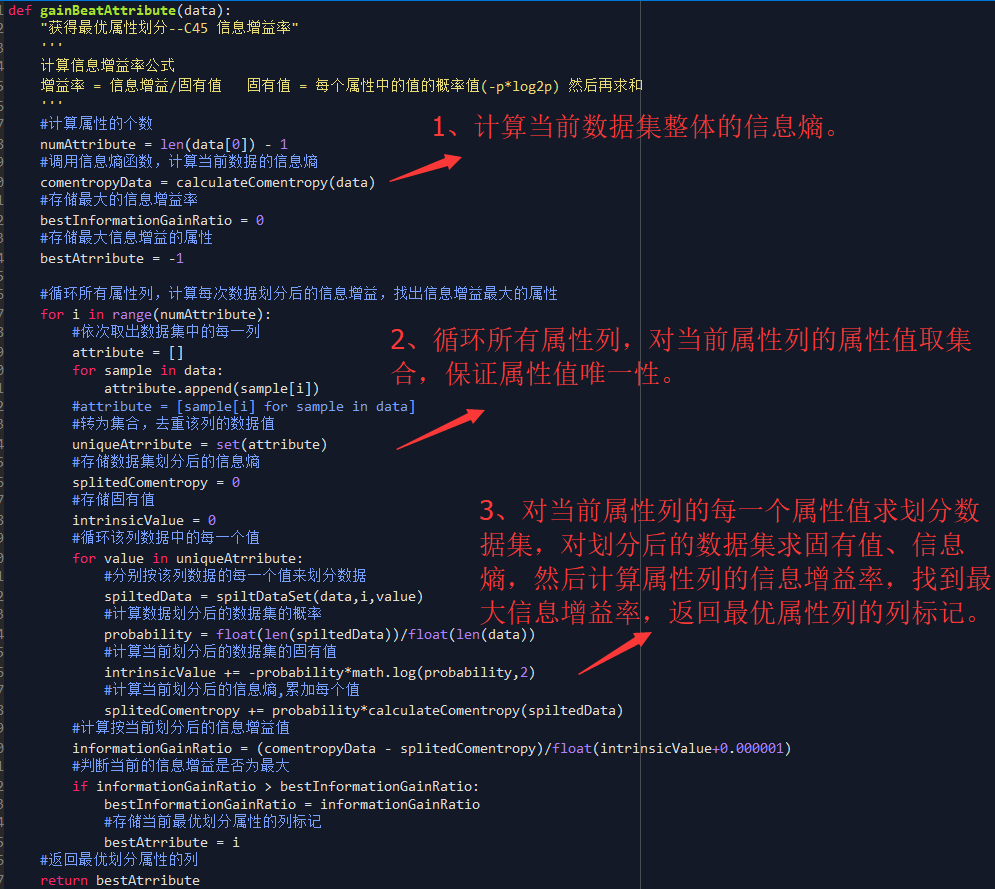 def gainBeatAttribute(data):
"获得最优属性划分--C45 信息增益率"
'''
计算信息增益率公式
增益率 = 信息增益/固有值   固有值 = 每个属性中的值的概率值(-p*log2p) 然后再求和
'''
#计算属性的个数
1、计算当前数据集整体的信息熵。
numAttribute = len(data[0]) - 1
#调用信息熵函数，计算当前数据的信息熵
comentropyData = calculateComentropy(data)
#存储最大的信息增益率
bestInformationGainRatio = 0
#存储最大信息增益的属性
bestAtrribute = -1
#循环所有属性列，计算每次数据划分后的信息增益，找出信息增益最大的属性
for i in range(numAttribute):
#依次取出数据集中的每一列
2、循环所有属性列，对当前属性列的属性值取集
合，保证属性值唯一性。
attribute = []
for sample in data:
attribute.append(sample[i])
#attribute = [sample[i] for sample in data]
#转为集合，去重该列的数据值
uniqueAtrribute = set(attribute)
#存储数据集划分后的信息熵
splitedComentropy = 0
#存储固有值
intrinsicValue = 0
#循环该列数据中的每一个值
3、对当前属性列的每一个属性值求划分数
据集，对划分后的数据集求固有值、信息
熵，然后计算属性列的信息增益率，找到最
大信息增益率，返回最优属性列的列标记。
for value in uniqueAtrribute:
#分别按该列数据的每一个值来划分数据
spiltedData = spiltDataSet(data,i,value)
#计算数据划分后的数据集的概率
probability = float(len(spiltedData))/float(len(data))
#计算当前划分后的数据集的固有值
intrinsicValue += -probability*math.log(probability,2)
#计算当前划分后的信息熵,累加每个值
splitedComentropy += probability*calculateComentropy(spiltedData)
#计算按当前划分后的信息增益值
informationGainRatio = (comentropyData - splitedComentropy)/float(intrinsicValue+0.000001)
#判断当前的信息增益是否为最大
if informationGainRatio > bestInformationGainRatio:
bestInformationGainRatio = informationGainRatio
#存储当前最优划分属性的列标记
bestAtrribute = i
#返回最优划分属性的列
return bestAtrribute